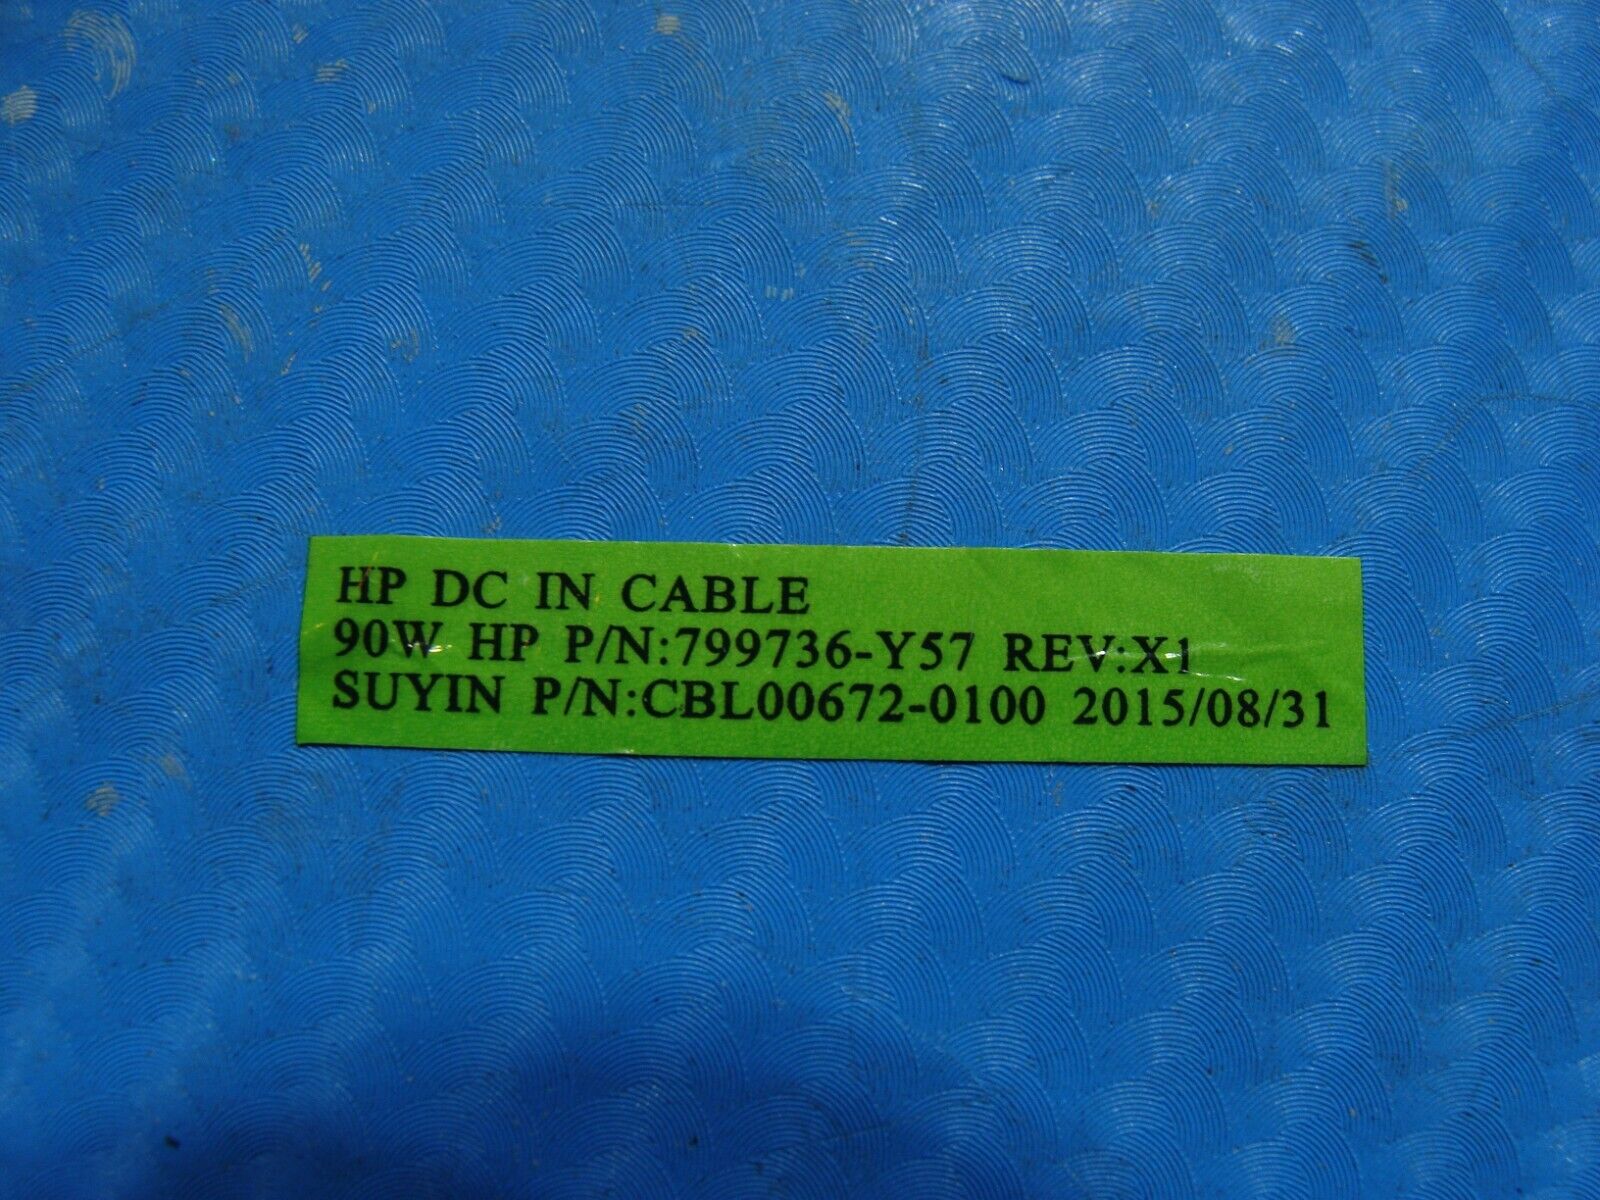 HP DC IN CABLE
90W HP P/N:799736-Y57 REV:X1
SUYIN P/N:CBL00672-0100 2015/08/31